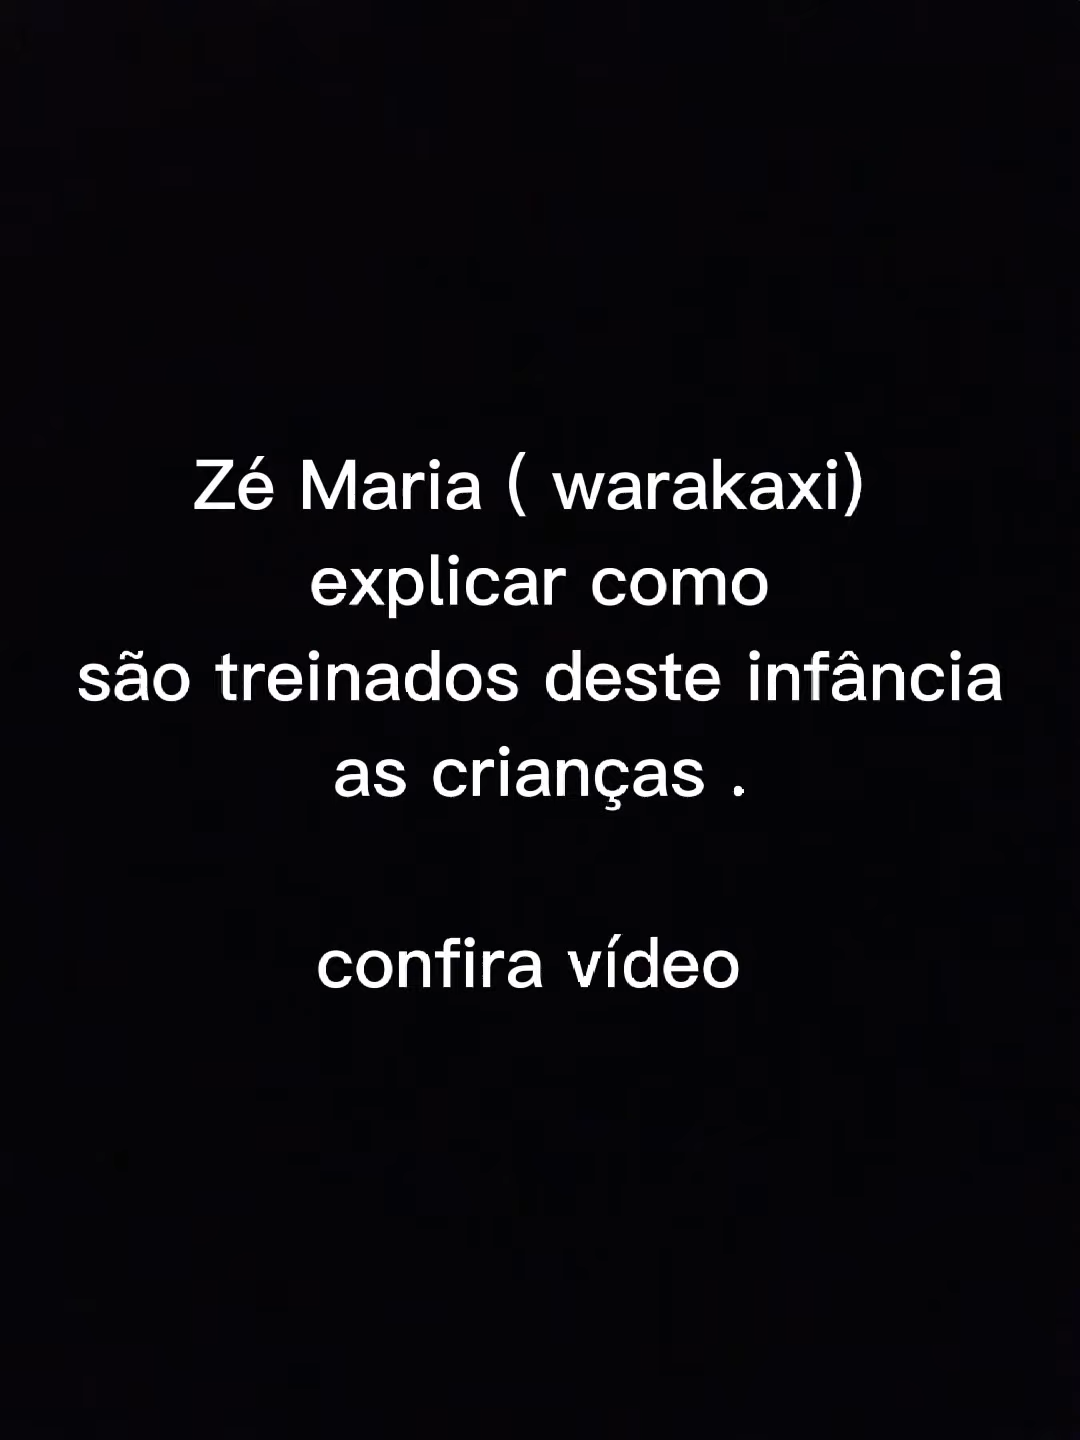 Zé Maria ( warakaxi)
explicar como
são treinados deste infância
as crianças .
confira vídeo